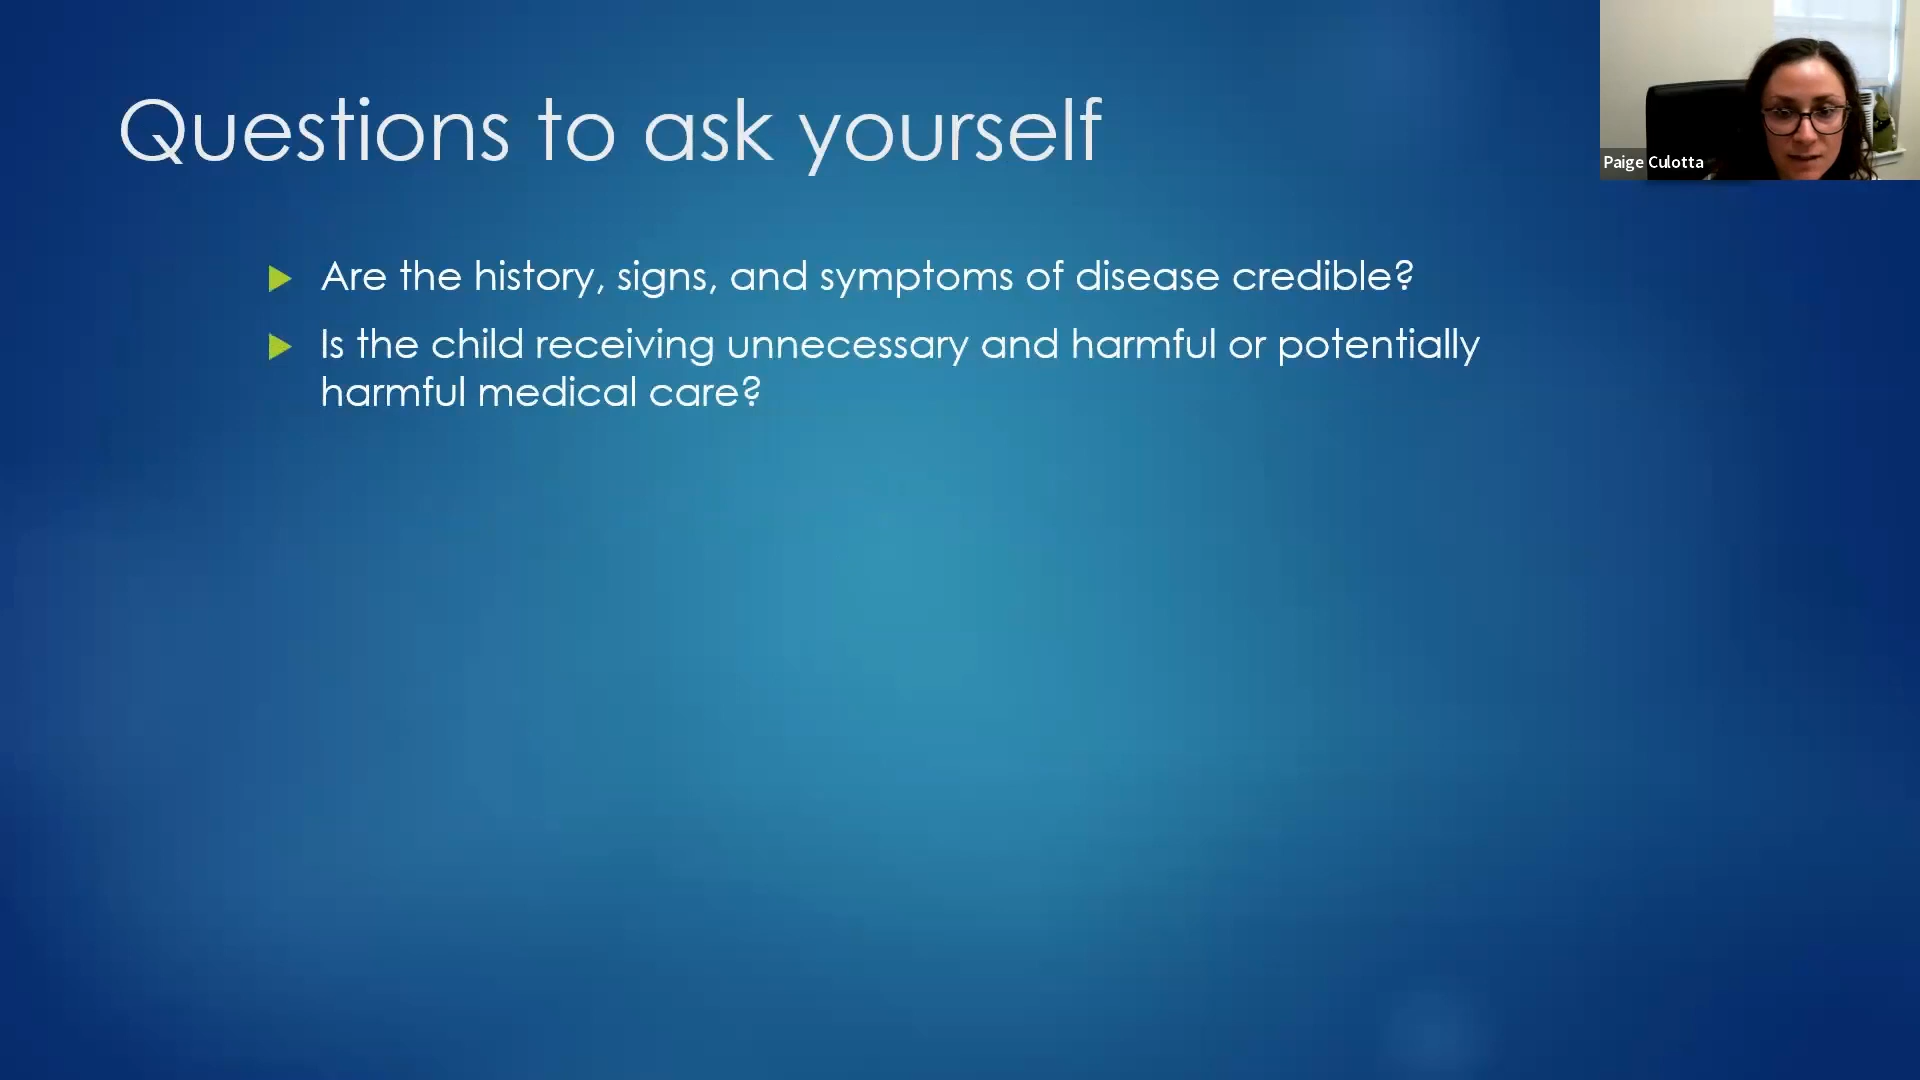 Questions to ask yourself
Paige Culotta
Are the history, signs, and symptoms of disease credible?
Is the child receiving unnecessary and harmful or potentially
harmful medical care?